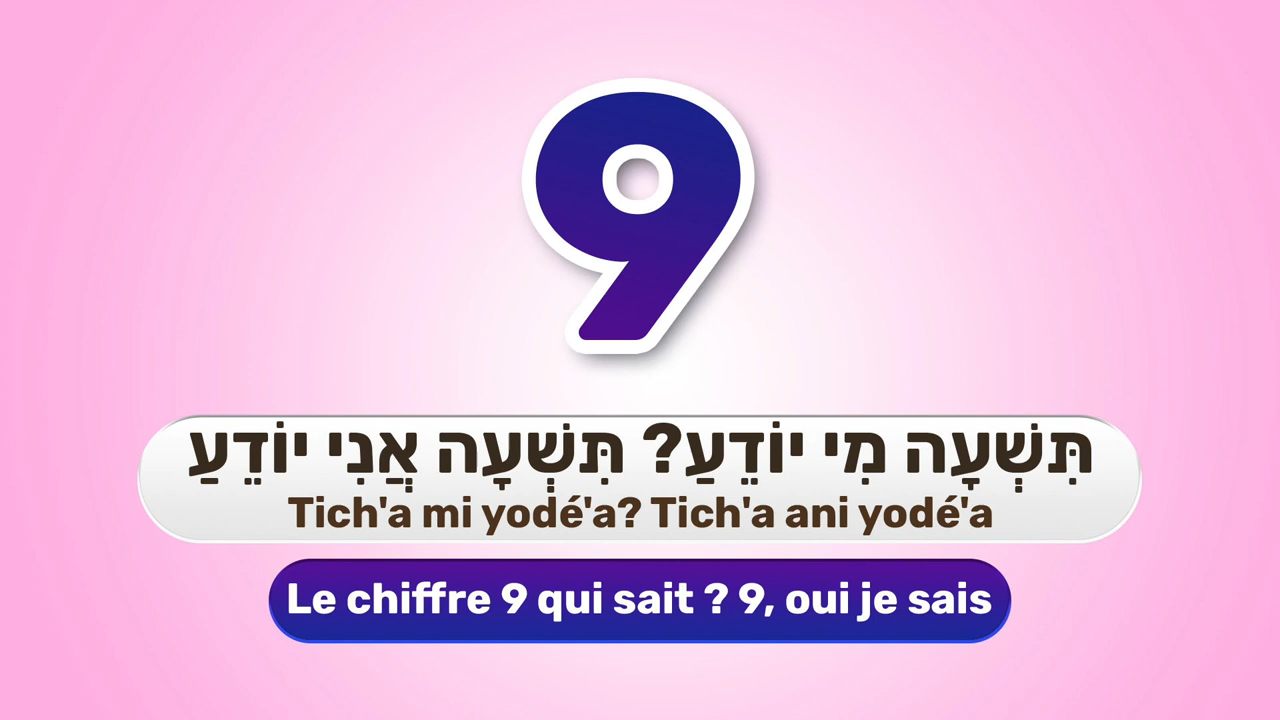 9
תִּשְׁעָה מִי יוֹדֵעַ? תִּשְׁעָה אֲנִי יוֹדֵעַ
Tich'a mi yodé'a? Tich'a ani yodé'a
Le chiffre 9 qui sait ? 9, oui je sais